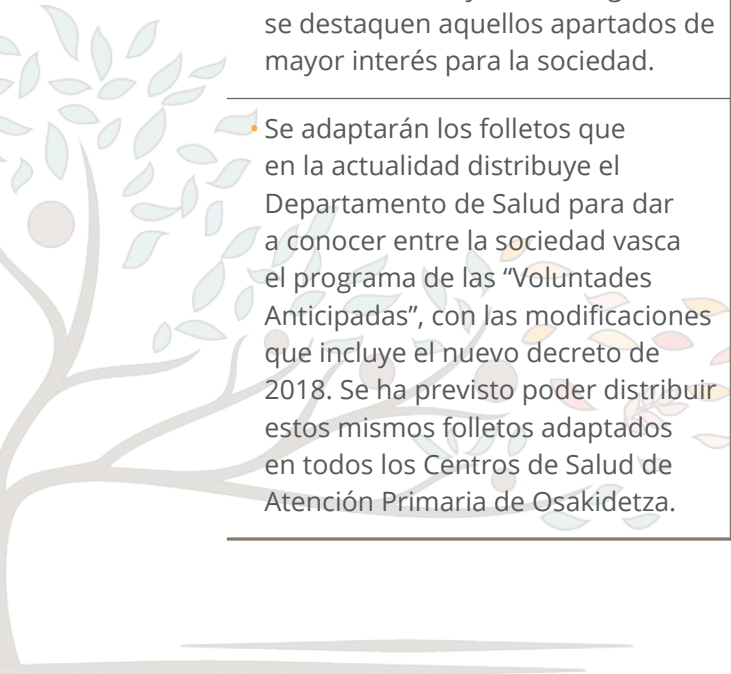 se destaquen aquellos apartados de
mayor interés para la sociedad.
• Se adaptarán los folletos que
en la actualidad distribuye el
Departamento de Salud para dar
a conocer entre la sociedad vasca
el programa de las “Voluntades
Anticipadas”, con las modificaciones
que incluye el nuevo decreto de
2018. Se ha previsto poder distribuir
estos mismos folletos adaptados
en todos los Centros de Salud de
Atención Primaria de Osakidetza.